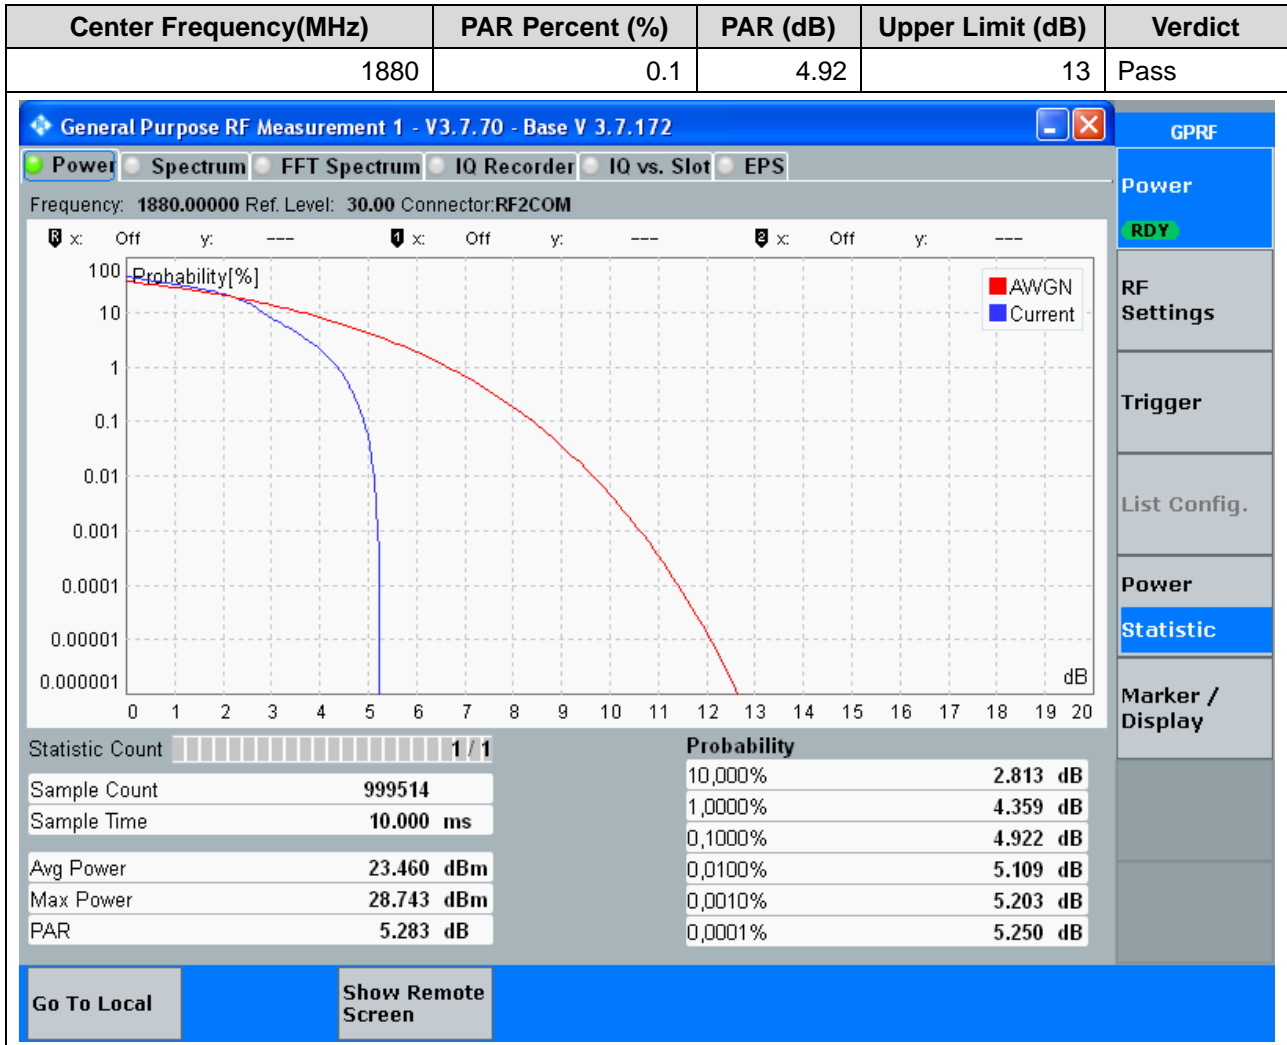 Center Frequency(MHz) PAR Percent (%) PAR (dB) Upper Limit (dB) Verdict
1880 0.1 4.92 13 Pass
General Purpose RF Measurement 1 - V3.7.70 - Base V 3.7.172
GPRF
Power Spectrum FFT Spectrum IQ Recorder IQ vs. Slot EPS
Power
RDY
Frequency: 1880.00000 Ref. Level: 30.00 Connector:RF2COM
R x: Off y: --- 1 x: Off y: --- 2 x: Off y: ---
Probability[%]
AWGN
Current
100
10
1
0.1
0.01
0.001
0.0001
0.00001
0.000001
dB
0 1 2 3 4 5 6 7 8 9 10 11 12 13 14 15 16 17 18 19 20
RF
Settings
Trigger
List Config.
Power
Statistic
Marker /
Display
Statistic Count 1 / 1
Sample Count 999514
Sample Time 10.000 ms
Avg Power 23.460 dBm
Max Power 28.743 dBm
PAR 5.283 dB
Probability
10,000% 2.813 dB
1,0000% 4.359 dB
0,1000% 4.922 dB
0,0100% 5.109 dB
0,0010% 5.203 dB
0,0001% 5.250 dB
Go To Local
Show Remote
Screen